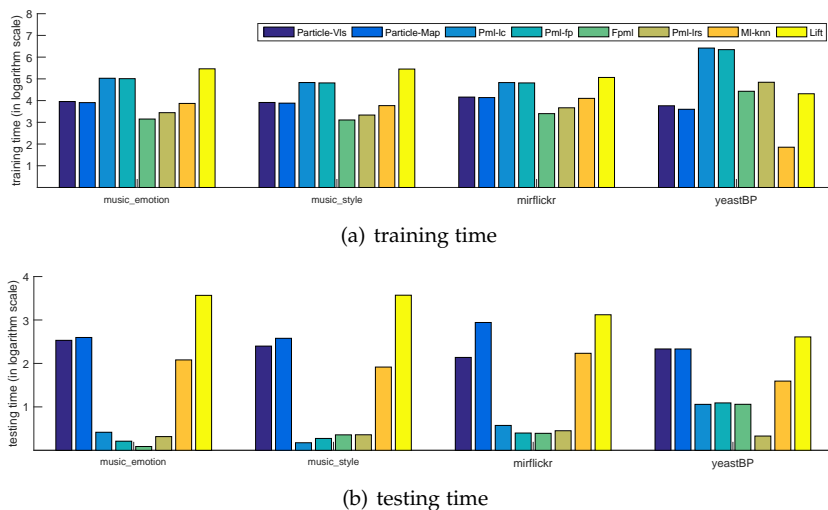 8
7
6
5
4
3
2
1
training time (in logarithm scale)
Particle-Vls Particle-Map Pml-lc Pml-fp Fpml Pml-lrs Ml-knn Lift
music_emotion music_style mirflickr yeastBP
(a) training time
4
3
2
1
testing time (in logarithm scale)
music_emotion music_style mirflickr yeastBP
(b) testing time